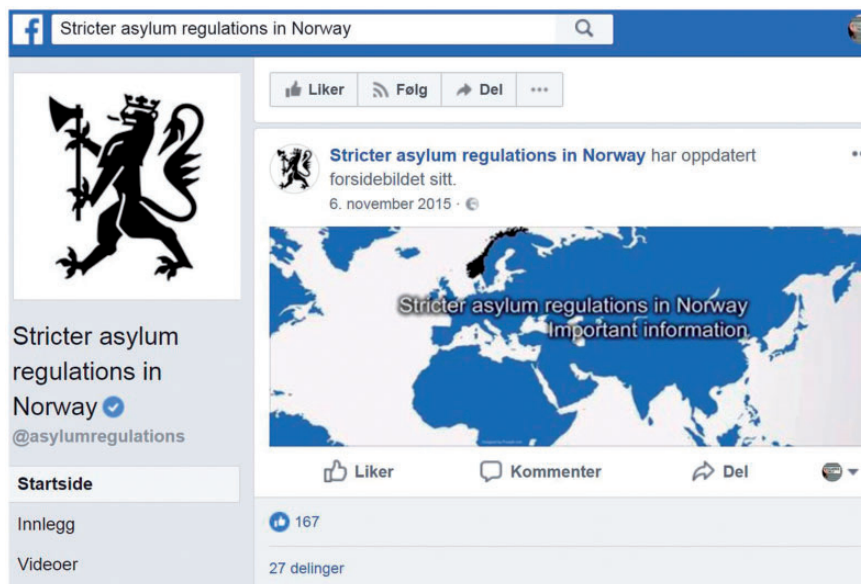 Stricter asylum regulations in Norway
Liker
Følg
Del
Stricter asylum regulations in Norway har oppdatert
forsidebildet sitt.
6. november 2015 ·
Stricter asylum regulations in Norway
Important information
Stricter asylum
regulations in
Norway
@asylumregulations
Startside
Innlegg
Videoer
Liker
Kommenter
Del
167
27 delinger